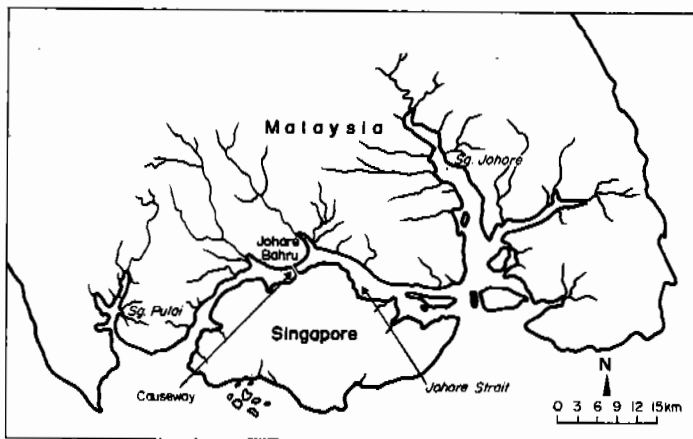 Malaysia
Sg. Johore
Johore
Bahru
Sg. Pulai
Singapore
Causeway
Johore Strait
N
0 3 6 9 12 15km